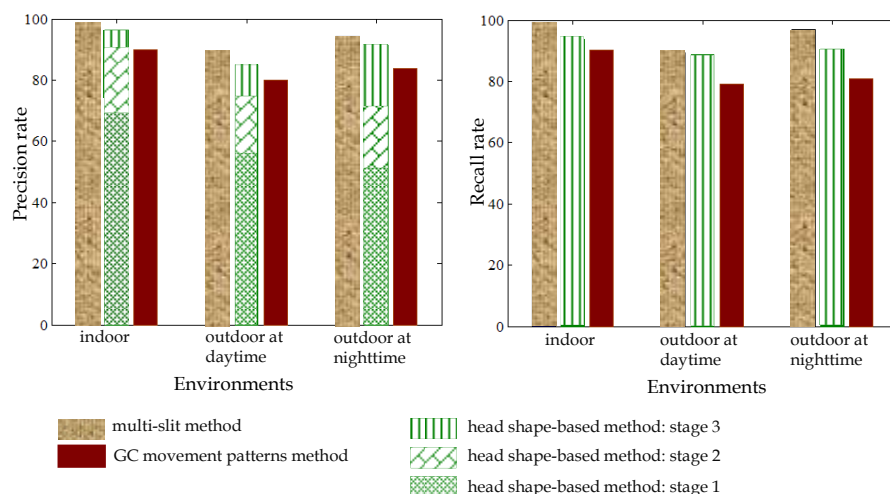 100
80
60
40
20
0
Precision rate
indoor
outdoor at
daytime
outdoor at
nighttime
Environments
100
80
60
40
20
0
Recall rate
indoor
outdoor at
daytime
outdoor at
nighttime
Environments
multi-slit method
GC movement patterns method
head shape-based method: stage 3
head shape-based method: stage 2
head shape-based method: stage 1